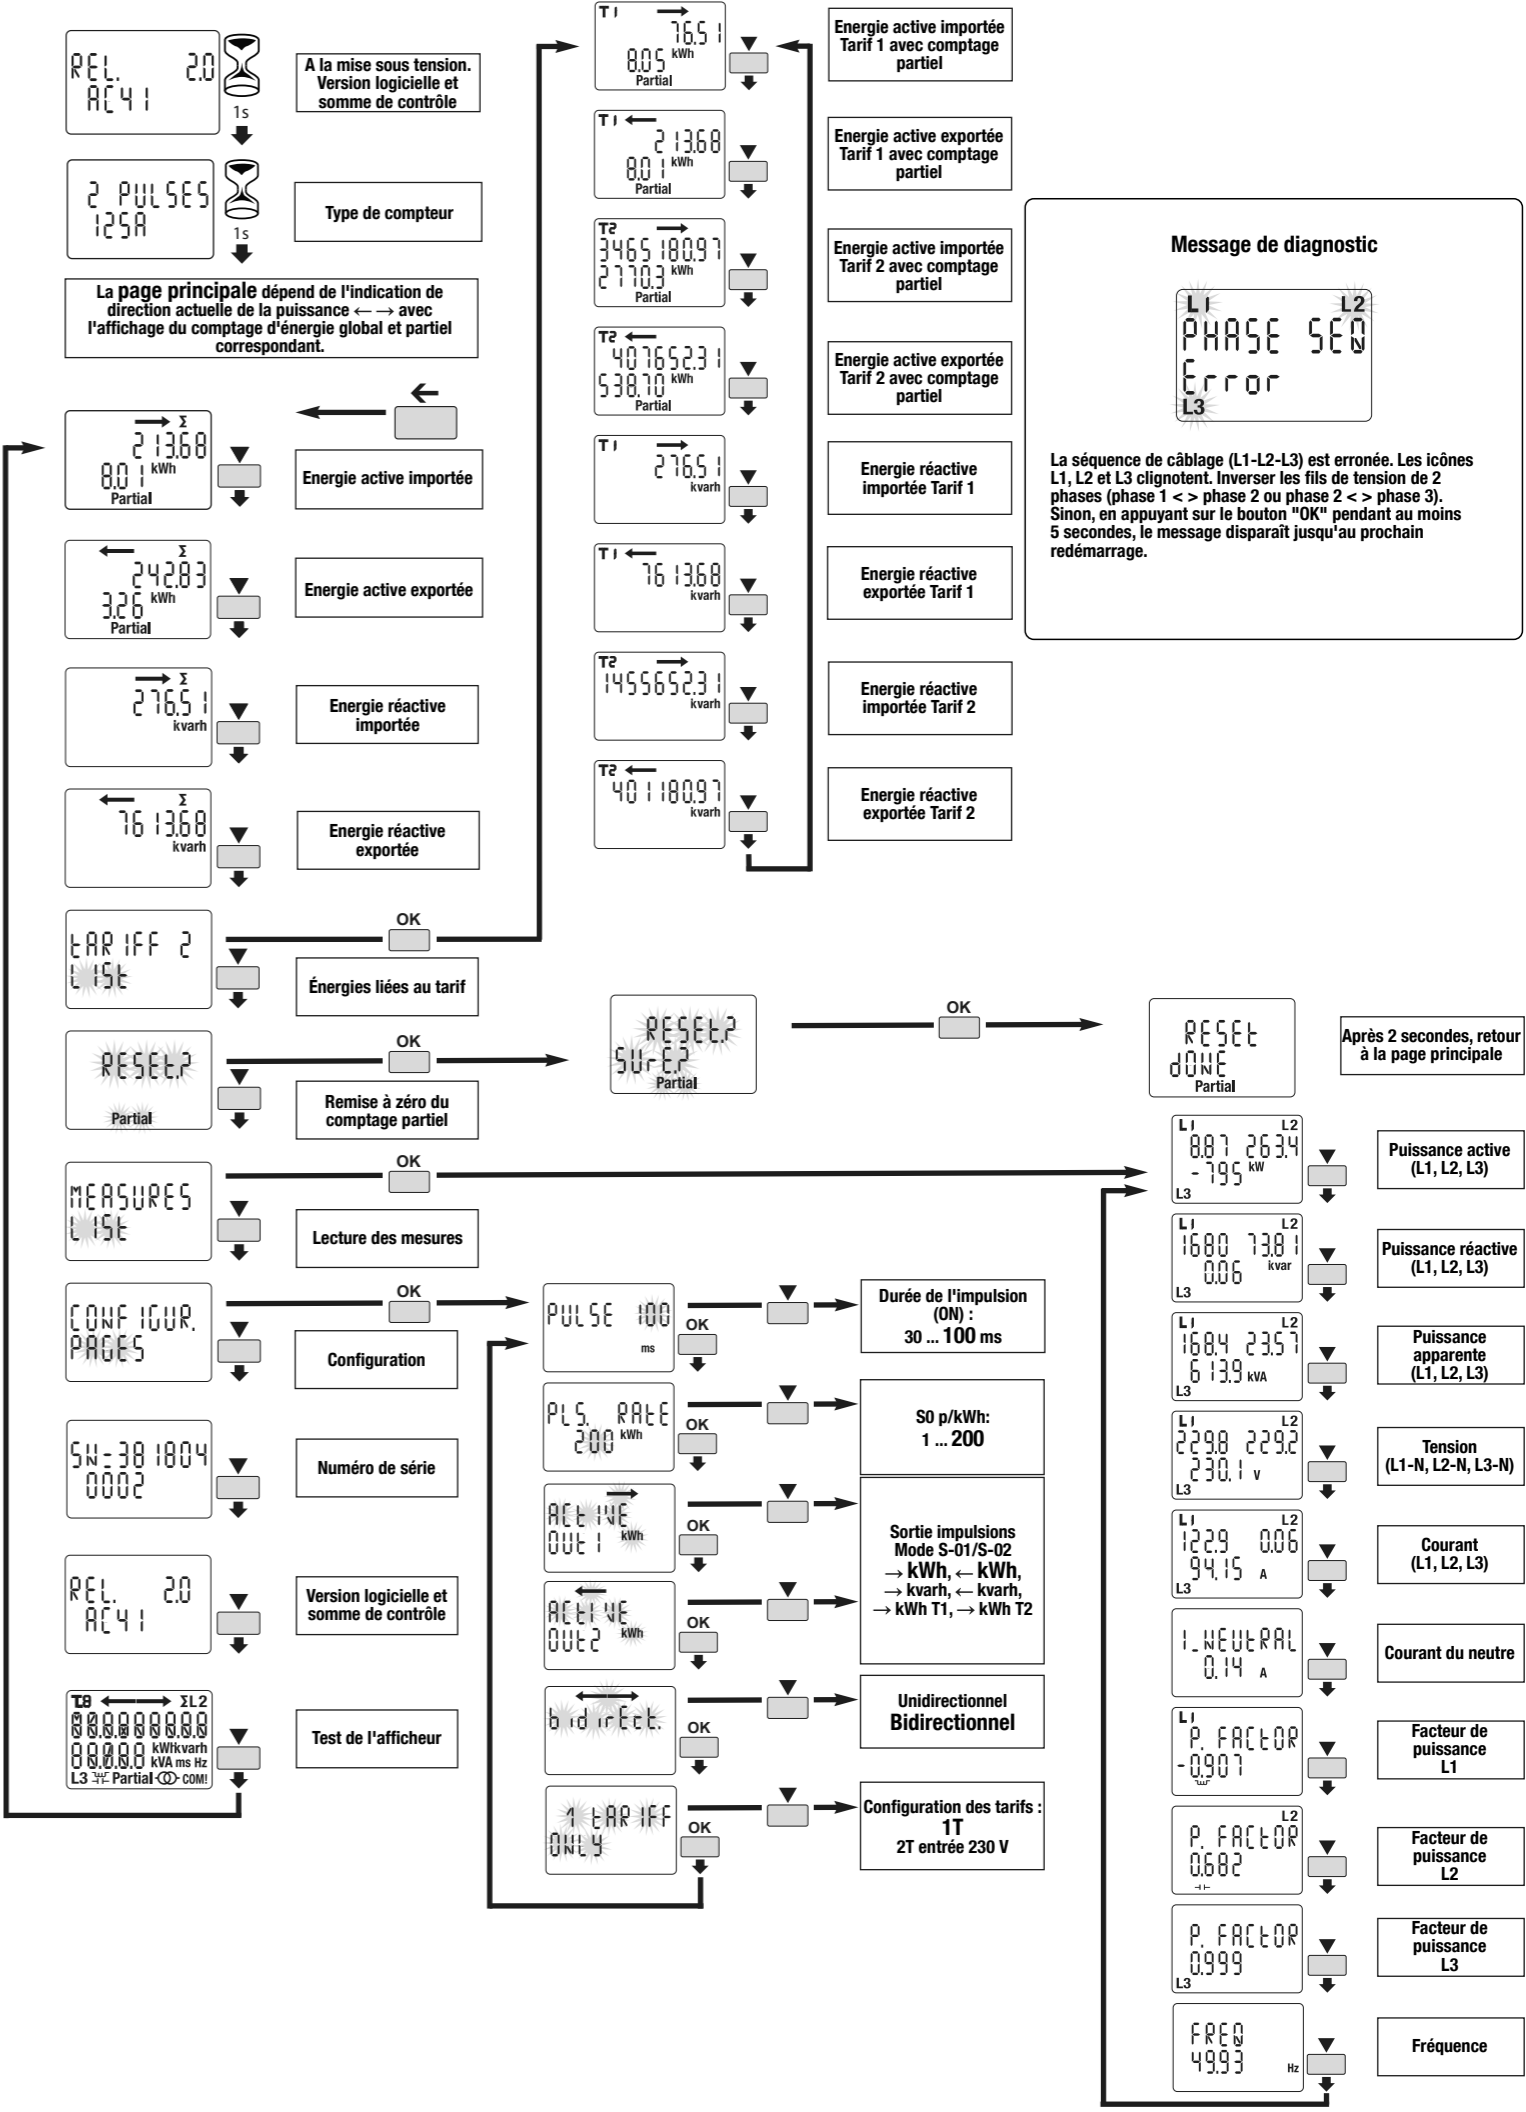 REL. 2.0
AC41
1s
A la mise sous tension.
Version logicielle et
somme de contrôle
2 PULSES
125A
1s
Type de compteur
La page principale dépend de l'indication de
direction actuelle de la puissance ← → avec
l'affichage du comptage d'énergie global et partiel
correspondant.
←
→ Σ
213.68
8.01 kWh
Partial
Energie active importée
← Σ
242.83
3.26 kWh
Partial
Energie active exportée
→ Σ
276.51
kvarh
Energie réactive
importée
← Σ
7613.68
kvarh
Energie réactive
exportée
tARIFF 2
LISt
OK
Énergies liées au tarif
RESEt.?
Partial
OK
Remise à zéro du
comptage partiel
RESEt.?
SUrE.?
Partial
OK
RESEt
dONE
Partial
Après 2 secondes, retour
à la page principale
MEASURES
LISt
OK
Lecture des mesures
CONFIGUR.
PAGES
OK
Configuration
SN-381804
0002
Numéro de série
REL. 2.0
AC41
Version logicielle et
somme de contrôle
ΣL2
kWhkvarh
kVA ms Hz
L3 Partial COM!
Test de l'afficheur
T1 →
76.51
8.05 kWh
Partial
Energie active importée
Tarif 1 avec comptage
partiel
T1 ←
213.68
8.01 kWh
Partial
Energie active exportée
Tarif 1 avec comptage
partiel
T2 →
3465180.97
2770.3 kWh
Partial
Energie active importée
Tarif 2 avec comptage
partiel
T2 ←
407652.31
538.70 kWh
Partial
Energie active exportée
Tarif 2 avec comptage
partiel
T1 →
276.51
kvarh
Energie réactive
importée Tarif 1
T1 ←
7613.68
kvarh
Energie réactive
exportée Tarif 1
T2 →
1455652.31
kvarh
Energie réactive
importée Tarif 2
T2 ←
401180.97
kvarh
Energie réactive
exportée Tarif 2
Message de diagnostic
L1 L2
PHASE SEQ
Error
L3
La séquence de câblage (L1-L2-L3) est erronée. Les icônes
L1, L2 et L3 clignotent. Inverser les fils de tension de 2
phases (phase 1 < > phase 2 ou phase 2 < > phase 3).
Sinon, en appuyant sur le bouton "OK" pendant au moins
5 secondes, le message disparaît jusqu'au prochain
redémarrage.
PULSE 100
ms
OK
Durée de l'impulsion
(ON) :
30 ... 100 ms
PLS. RAtE
200 kWh
OK
S0 p/kWh:
1 ... 200
→
ACtIVE
OUt1 kWh
OK
←
ACtIVE
OUt2 kWh
OK
Sortie impulsions
Mode S-01/S-02
→ kWh, ← kWh,
→ kvarh, ← kvarh,
→ kWh T1, → kWh T2
bidirEct.
OK
Unidirectionnel
Bidirectionnel
1 tARIFF
ONLY
OK
Configuration des tarifs :
1T
2T entrée 230 V
L1 L2
8.87 263.4
-795 kW
L3
Puissance active
(L1, L2, L3)
L1 L2
1680 73.81
0.06 kvar
L3
Puissance réactive
(L1, L2, L3)
L1 L2
168.4 23.57
613.9 kVA
L3
Puissance
apparente
(L1, L2, L3)
L1 L2
229.8 229.2
230.1 V
L3
Tension
(L1-N, L2-N, L3-N)
L1 L2
122.9 0.06
94.15 A
L3
Courant
(L1, L2, L3)
I_NEUtRAL
0.14 A
Courant du neutre
L1
P. FACtOR
-0.907
Facteur de
puissance
L1
L2
P. FACtOR
0.682
Facteur de
puissance
L2
P. FACtOR
0.999
L3
Facteur de
puissance
L3
FREQ
49.93 Hz
Fréquence